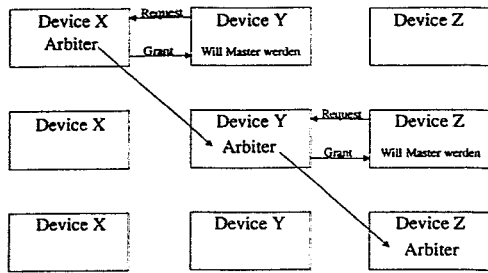 Device X
Arbiter
Request
Grant
Device Y
Will Master werden
Device Z
Device X
Device Y
Arbiter
Request
Grant
Device Z
Will Master werden
Device X
Device Y
Device Z
Arbiter